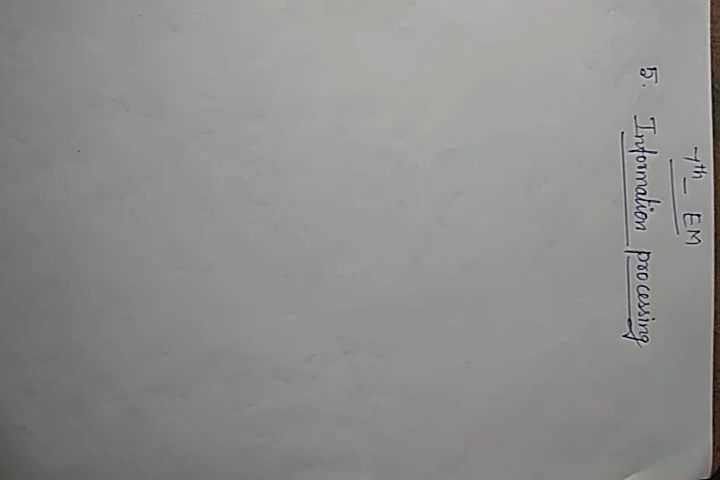 7th - EM
5. Information processing